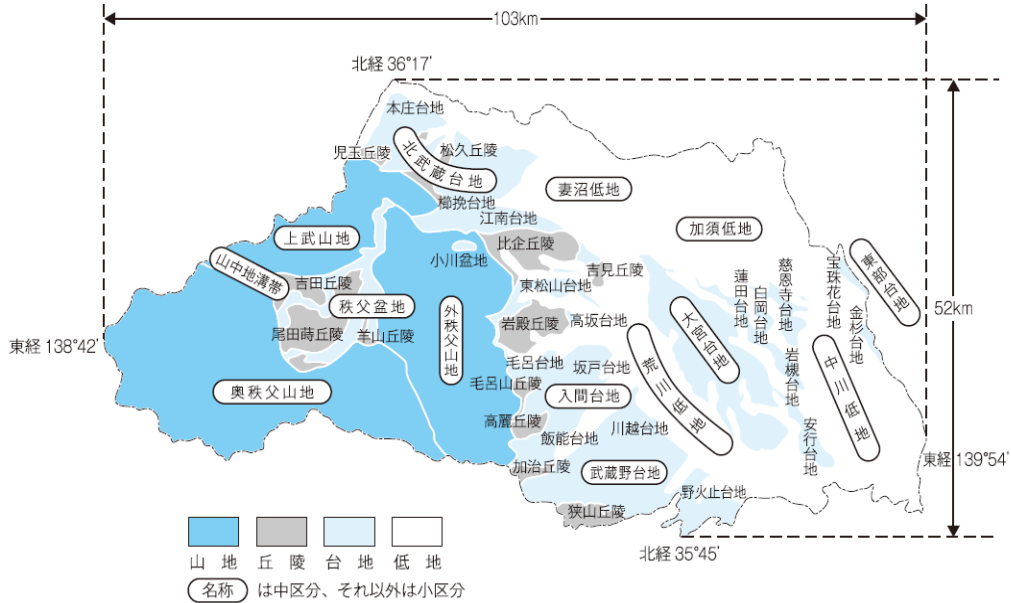 103km
北経 36°17′
本庄台地
児玉丘陵
松久丘陵
北武蔵台地
櫛挽台地
妻沼低地
江南台地
上武山地
比企丘陵
加須低地
小川盆地
山中地溝帯
吉田丘陵
吉見丘陵
東松山台地
秩父盆地
外秩父山地
尾田蒔丘陵
羊山丘陵
岩殿丘陵
高坂台地
大宮台地
蓮田台地
白岡台地
慈恩寺台地
宝珠花台地
金杉台地
東部台地
52km
東経 138°42′
毛呂台地
坂戸台地
荒川低地
岩槻台地
中川低地
奥秩父山地
毛呂山丘陵
入間台地
高麗丘陵
飯能台地
川越台地
安行台地
加治丘陵
武蔵野台地
東経 139°54′
野火止台地
狭山丘陵
北経 35°45′
山地
丘陵
台地
低地
名称 は中区分、それ以外は小区分